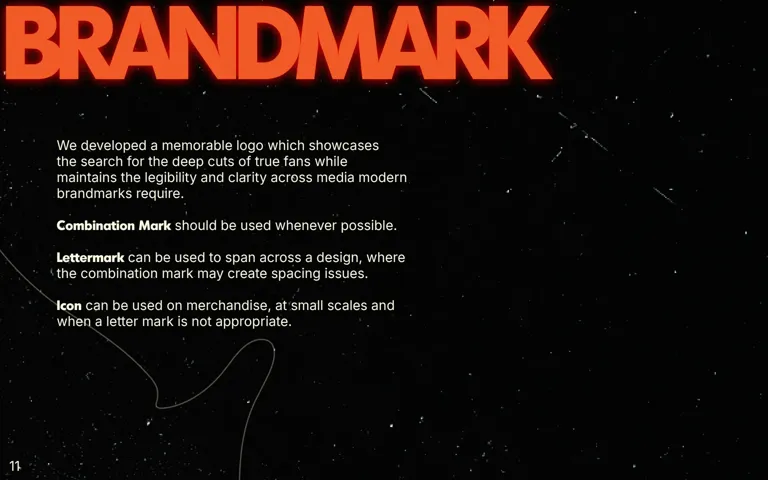 BRANDMARK
We developed a memorable logo which showcases
the search for the deep cuts of true fans while
maintains the legibility and clarity across media modern
brandmarks require.
Combination Mark should be used whenever possible.
Lettermark can be used to span across a design, where
the combination mark may create spacing issues.
Icon can be used on merchandise, at small scales and
when a letter mark is not appropriate.
11